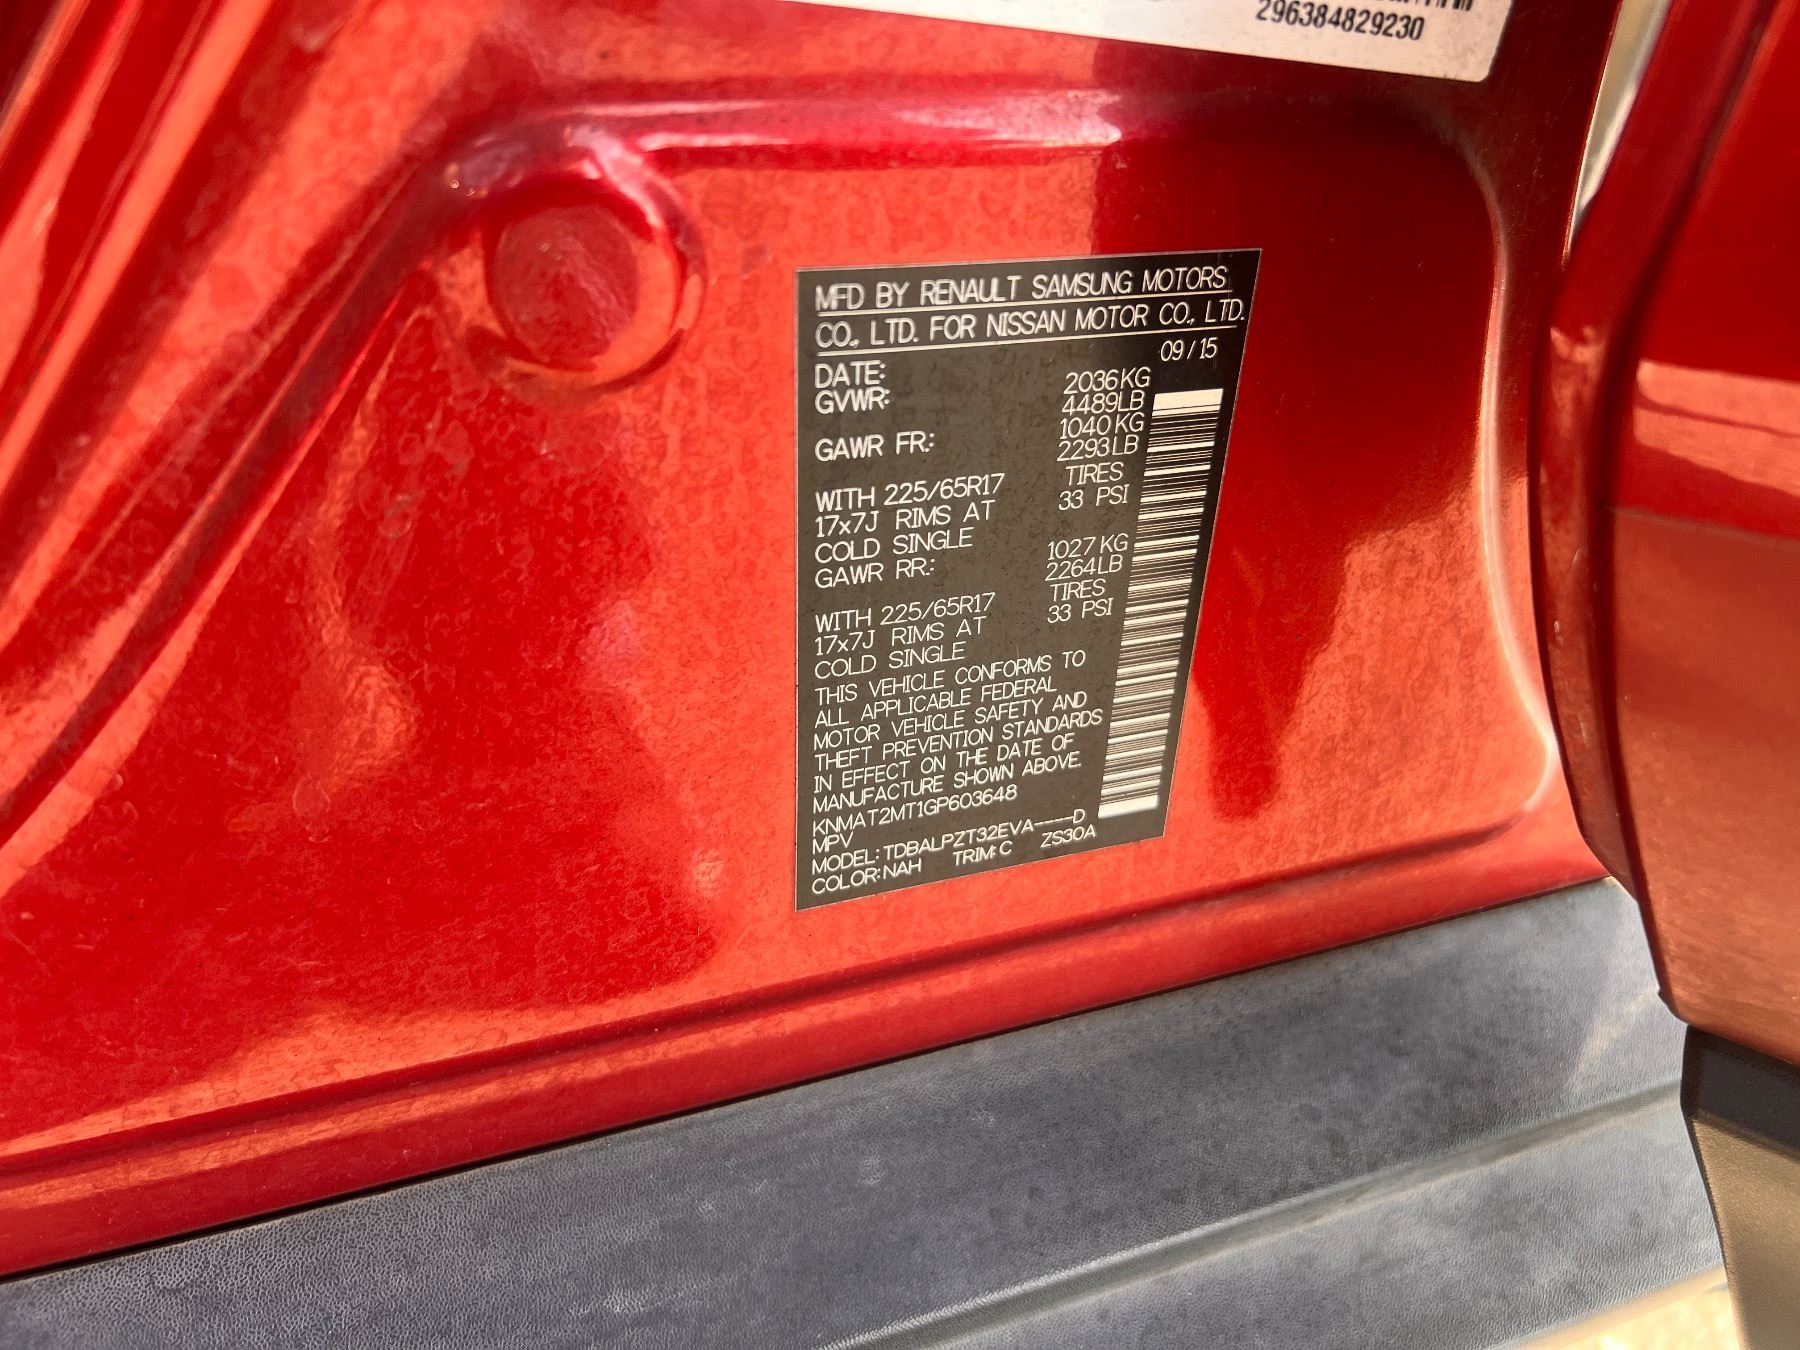 296384829230
MFD BY RENAULT SAMSUNG MOTORS
CO., LTD. FOR NISSAN MOTOR CO., LTD.
DATE: 09/15
GVWR: 2036KG
4489LB
GAWR FR.: 1040KG
2293LB
WITH 225/65R17 TIRES
17x7J RIMS AT 33 PSI
COLD SINGLE
GAWR RR.: 1027KG
2264LB
WITH 225/65R17 TIRES
17x7J RIMS AT 33 PSI
COLD SINGLE
THIS VEHICLE CONFORMS TO
ALL APPLICABLE FEDERAL
MOTOR VEHICLE SAFETY AND
THEFT PREVENTION STANDARDS
IN EFFECT ON THE DATE OF
MANUFACTURE SHOWN ABOVE.
KNMAT2MT1GP603648
MPV
MODEL: TDBALPZT32EVA----D
COLOR:NAH TRIM: C ZS30A